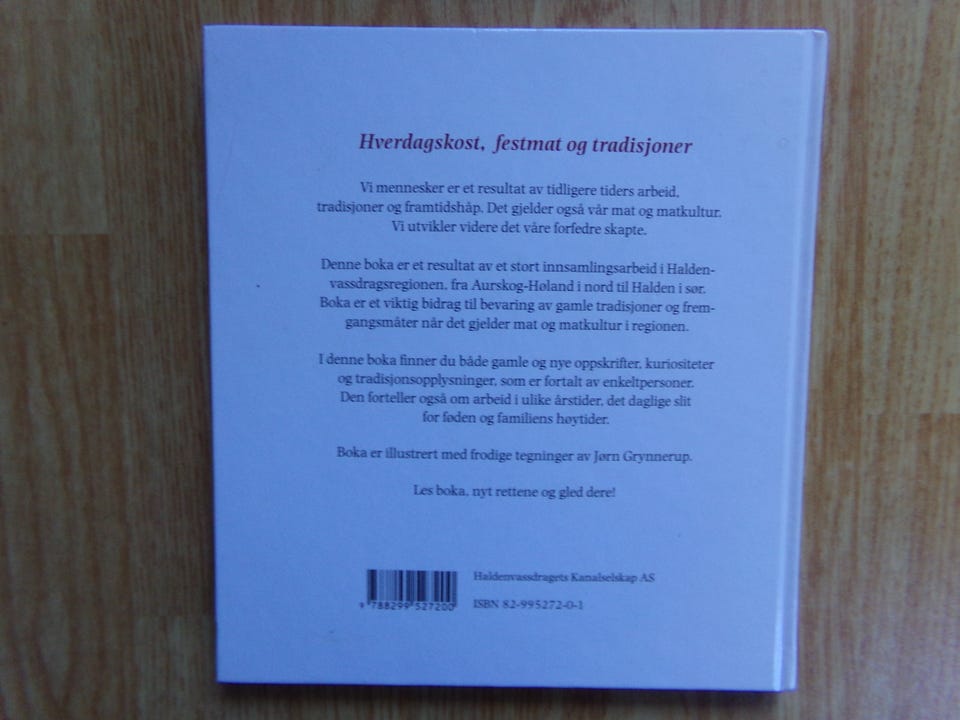 Hverdagskost, festmat og tradisjoner
Vi mennesker er et resultat av tidligere tiders arbeid,
tradisjoner og framtidshåp. Det gjelder også vår mat og matkultur.
Vi utvikler videre det våre forfedre skapte.
Denne boka er et resultat av et stort innsamlingsarbeid i Halden-
vassdragsregionen, fra Aurskog-Høland i nord til Halden i sør.
Boka er et viktig bidrag til bevaring av gamle tradisjoner og frem-
gangsmåter når det gjelder mat og matkultur i regionen.
I denne boka finner du både gamle og nye oppskrifter, kuriositeter
og tradisjonsopplysninger, som er fortalt av enkeltpersoner.
Den forteller også om arbeid i ulike årstider, det daglige slit
for føden og familiens høytider.
Boka er illustrert med frodige tegninger av Jørn Grynnerup.
Les boka, nyt rettene og gled dere!
Haldenvassdragets Kanalselskap AS
9 788299 527200
ISBN 82-995272-0-1